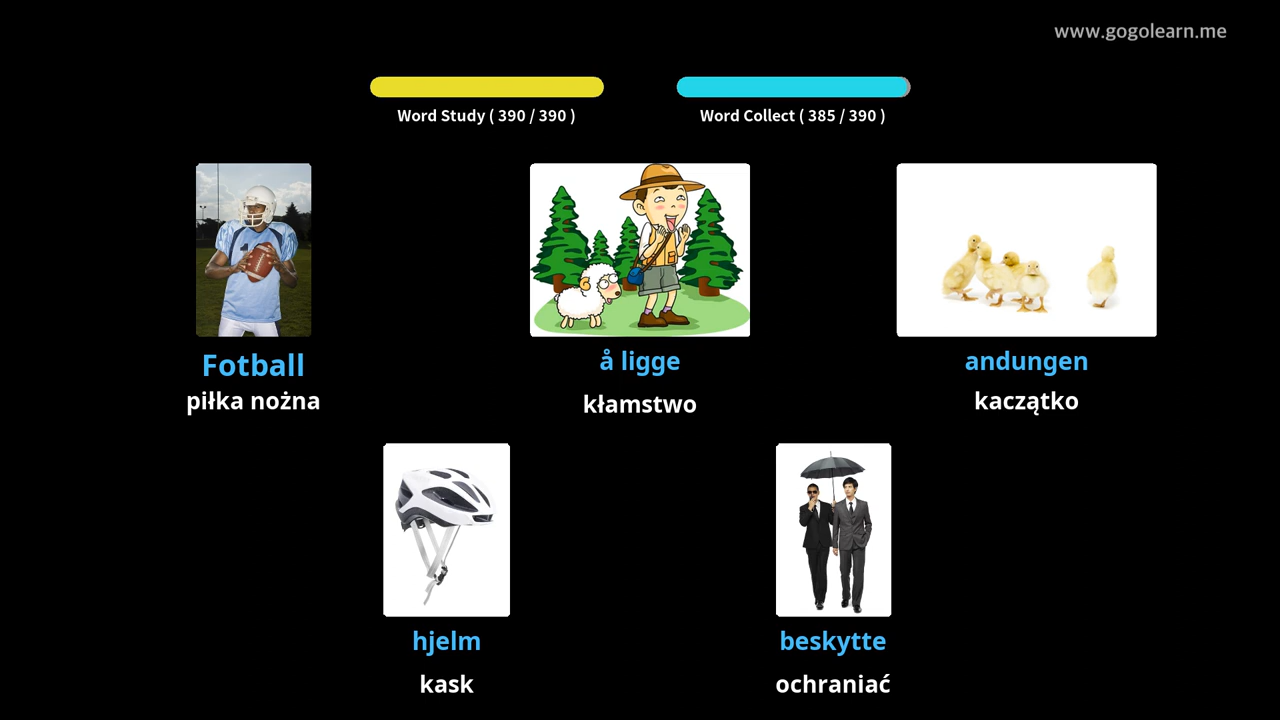 www.gogolearn.me
Word Study ( 390 / 390 )
Word Collect ( 385 / 390 )
Fotball
piłka nożna
å ligge
kłamstwo
andungen
kaczątko
hjelm
kask
beskytte
ochraniać